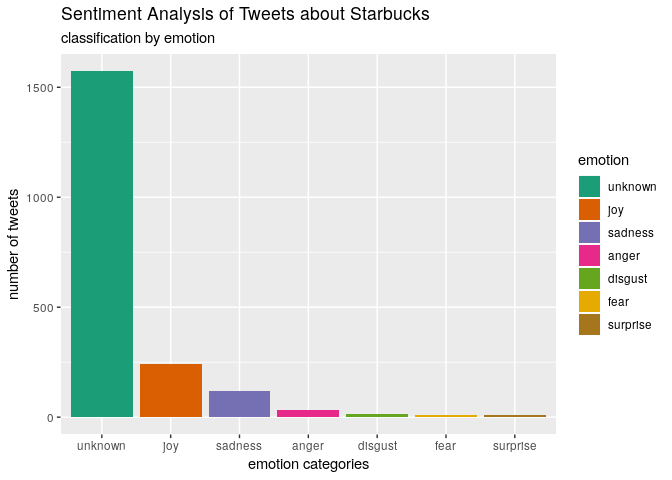 Sentiment Analysis of Tweets about Starbucks
classification by emotion
number of tweets
1500
1000
500
0
unknown
joy
sadness
anger
disgust
fear
surprise
emotion categories
emotion
unknown
joy
sadness
anger
disgust
fear
surprise